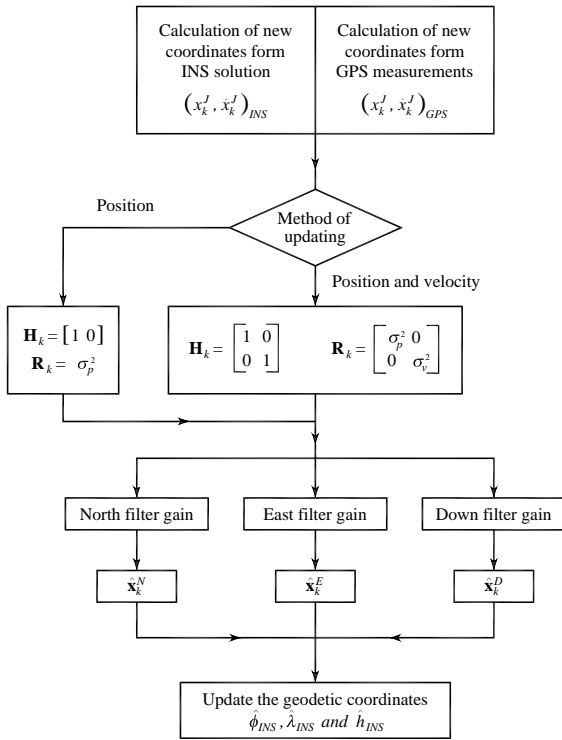 Calculation of new
coordinates form
INS solution
(x_k^J, ẋ_k^J)_INS
Calculation of new
coordinates form
GPS measurements
(x_k^J, ẋ_k^J)_GPS
Method of
updating
Position
Position and velocity
H_k = [1 0]
R_k = σ_p^2
H_k = [1 0
0 1]
R_k = [σ_p^2 0
0 σ_v^2]
North filter gain
East filter gain
Down filter gain
x̂_k^N
x̂_k^E
x̂_k^D
Update the geodetic coordinates
ϕ̂_INS, λ̂_INS and ĥ_INS